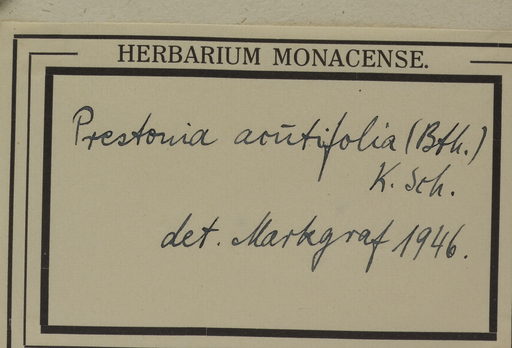 HERBARIUM MONACENSE.
Prestonia acutifolia (Bth.)
K. Sch.
det. Markgraf 1946.